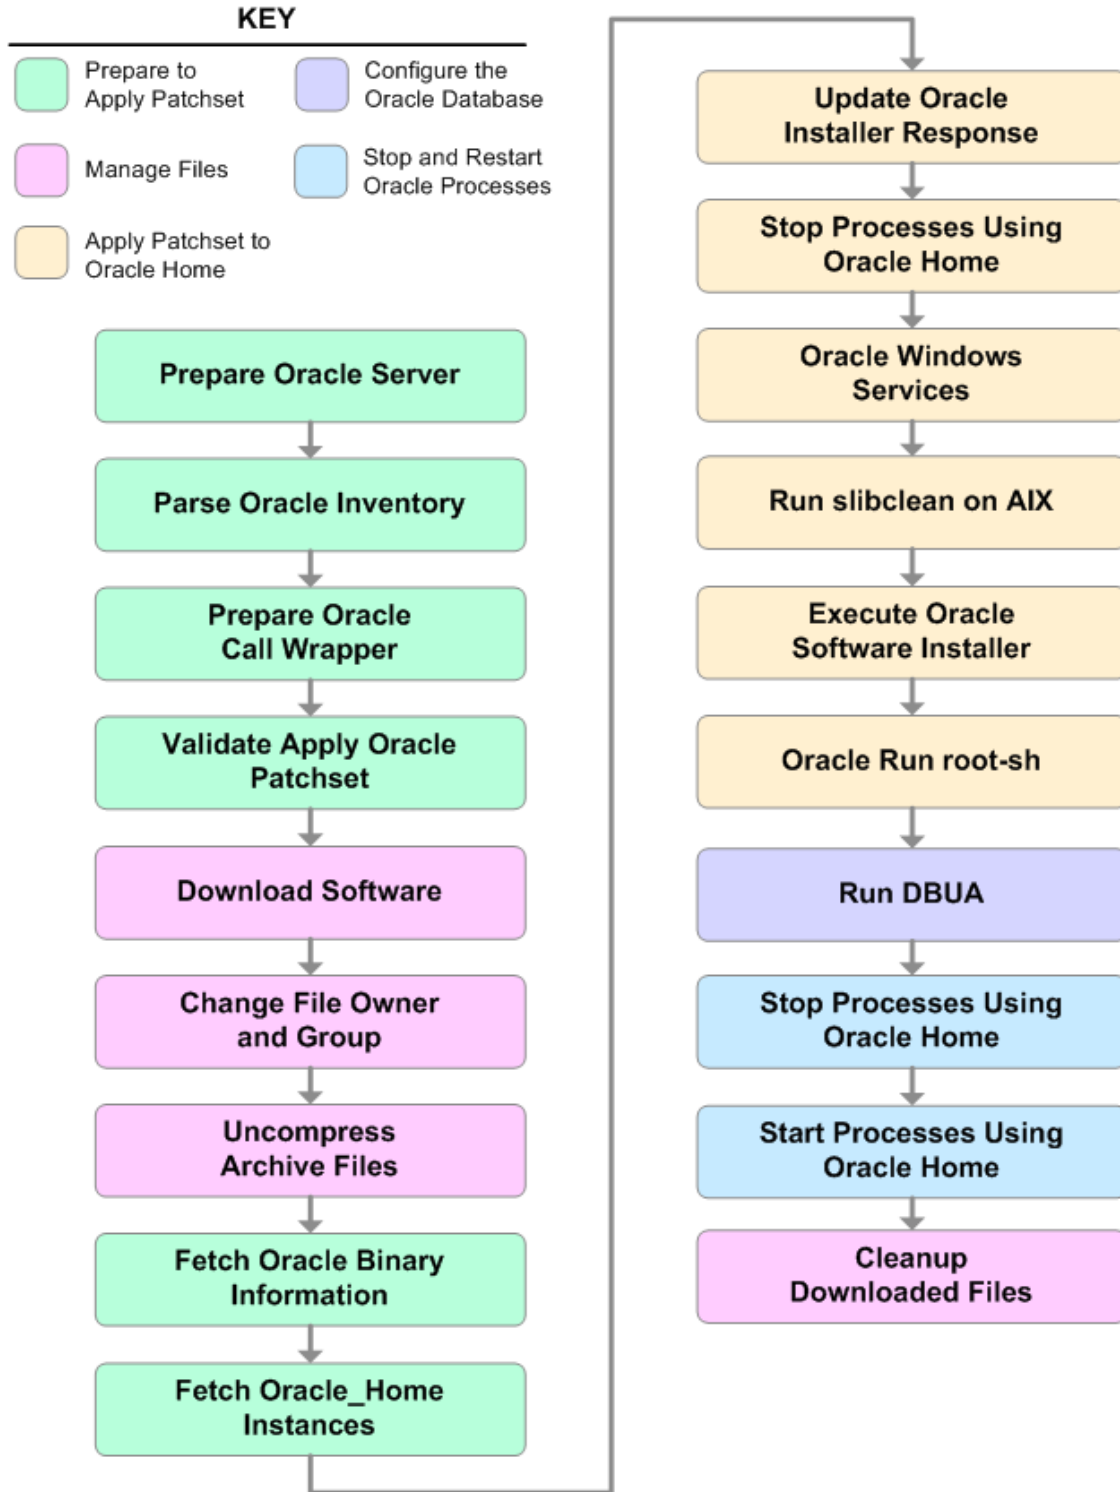 KEY
Prepare to
Apply Patchset
Configure the
Oracle Database
Manage Files
Stop and Restart
Oracle Processes
Apply Patchset to
Oracle Home
Prepare Oracle Server
Parse Oracle Inventory
Prepare Oracle
Call Wrapper
Validate Apply Oracle
Patchset
Download Software
Change File Owner
and Group
Uncompress
Archive Files
Fetch Oracle Binary
Information
Fetch Oracle_Home
Instances
Update Oracle
Installer Response
Stop Processes Using
Oracle Home
Oracle Windows
Services
Run slibclean on AIX
Execute Oracle
Software Installer
Oracle Run root-sh
Run DBUA
Stop Processes Using
Oracle Home
Start Processes Using
Oracle Home
Cleanup
Downloaded Files